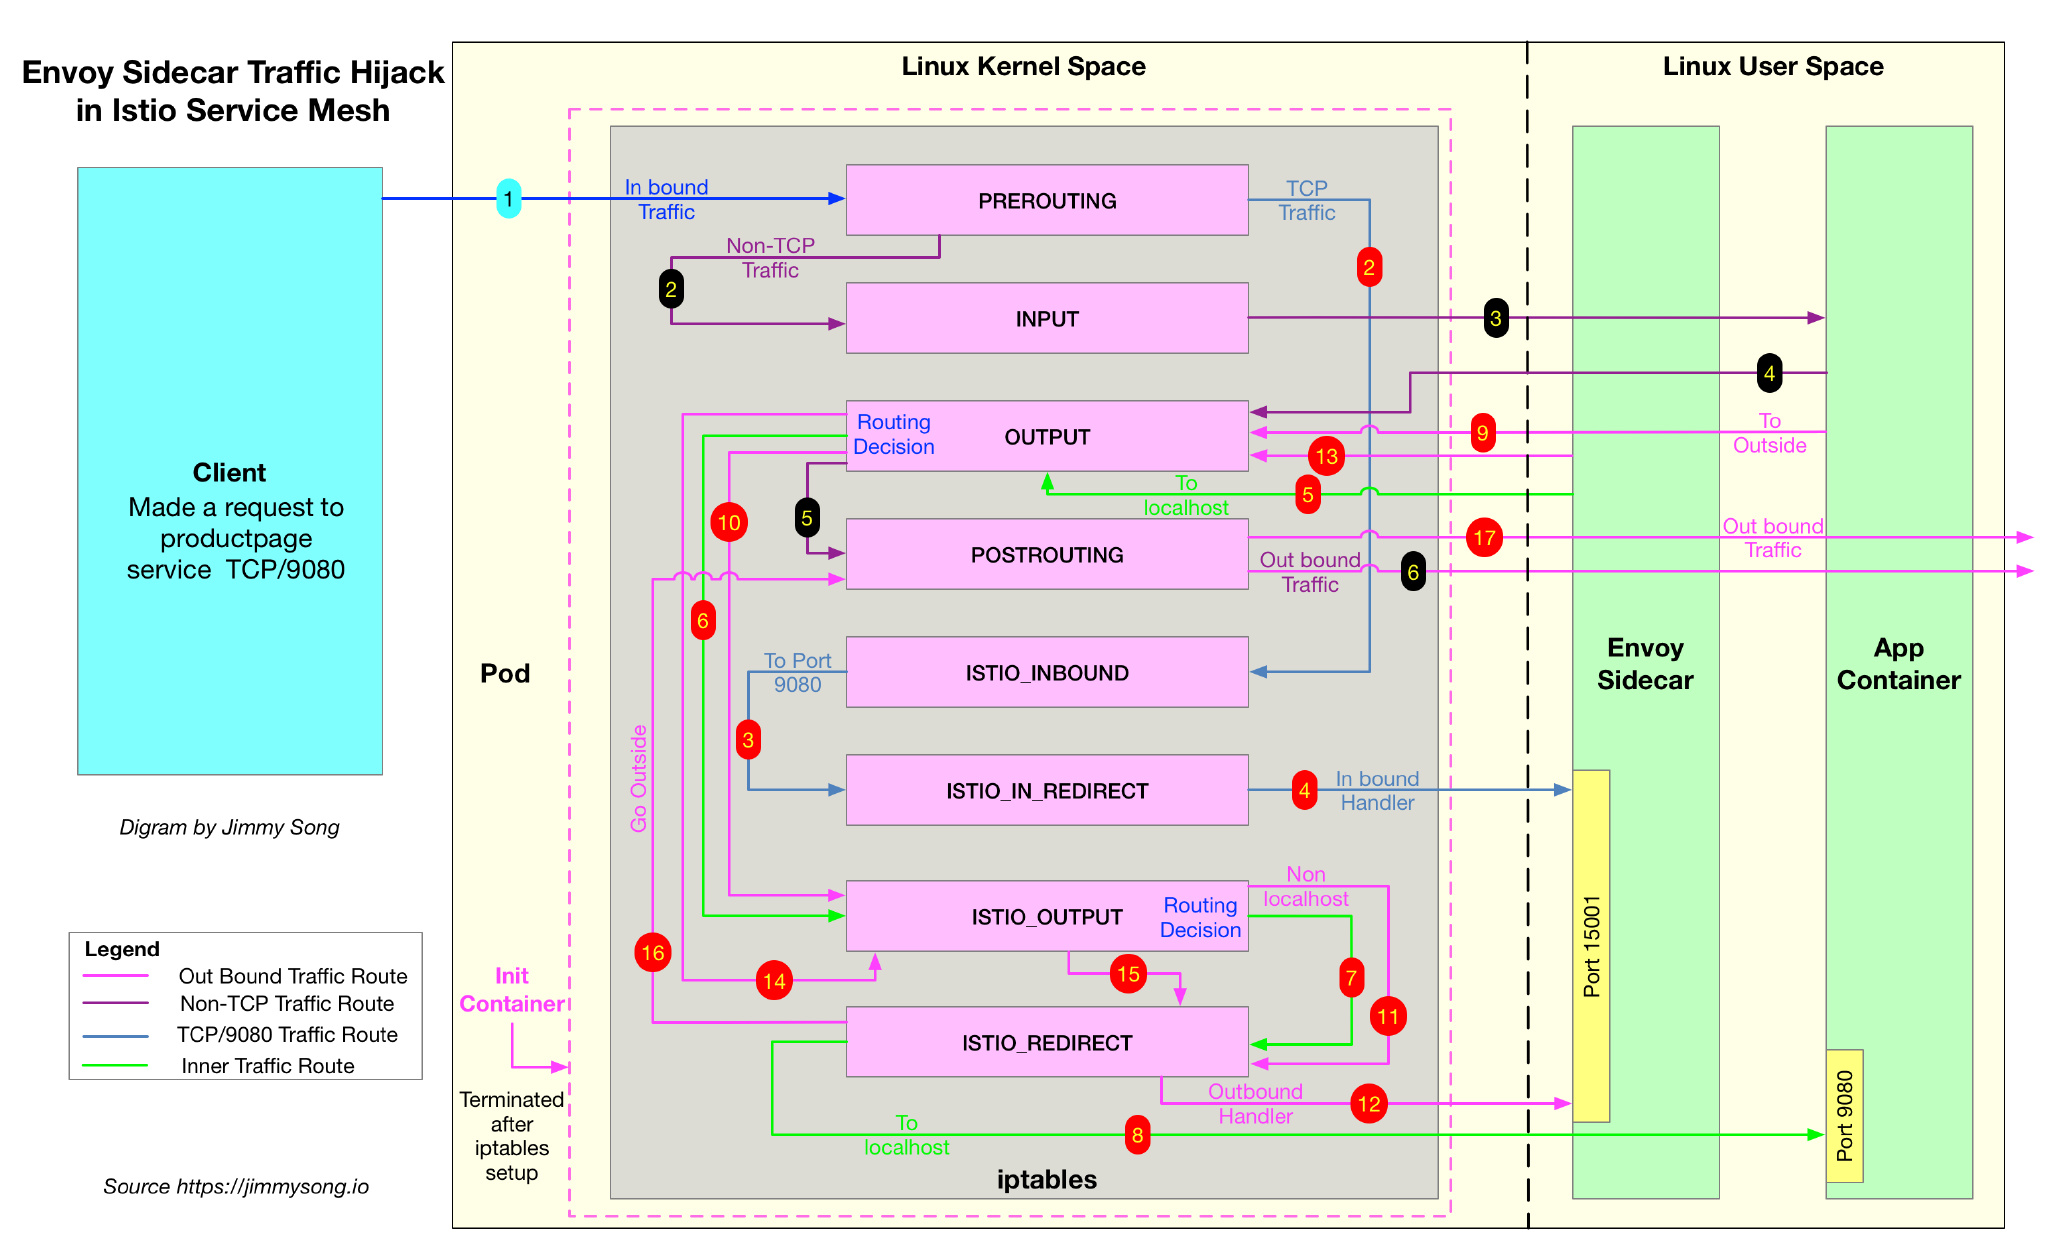 Envoy Sidecar Traffic Hijack
in Istio Service Mesh
Linux Kernel Space
Linux User Space
1
In bound
Traffic
PREROUTING
TCP
Traffic
Non-TCP
Traffic
2
2
INPUT
3
4
Routing
Decision
OUTPUT
9
To
Outside
13
To
localhost
5
Client
Made a request to
productpage
service TCP/9080
10
5
POSTROUTING
17
Out bound
Traffic
Out bound
Traffic
6
6
Pod
To Port
9080
ISTIO_INBOUND
Envoy
Sidecar
App
Container
Go Outside
3
ISTIO_IN_REDIRECT
4
In bound
Handler
Digram by Jimmy Song
Non
localhost
ISTIO_OUTPUT
Routing
Decision
Port 15001
16
14
15
7
11
Legend
Out Bound Traffic Route
Non-TCP Traffic Route
TCP/9080 Traffic Route
Inner Traffic Route
Init
Container
ISTIO_REDIRECT
Terminated
after
iptables
setup
Outbound
Handler
12
To
localhost
8
Port 9080
iptables
Source https://jimmysong.io